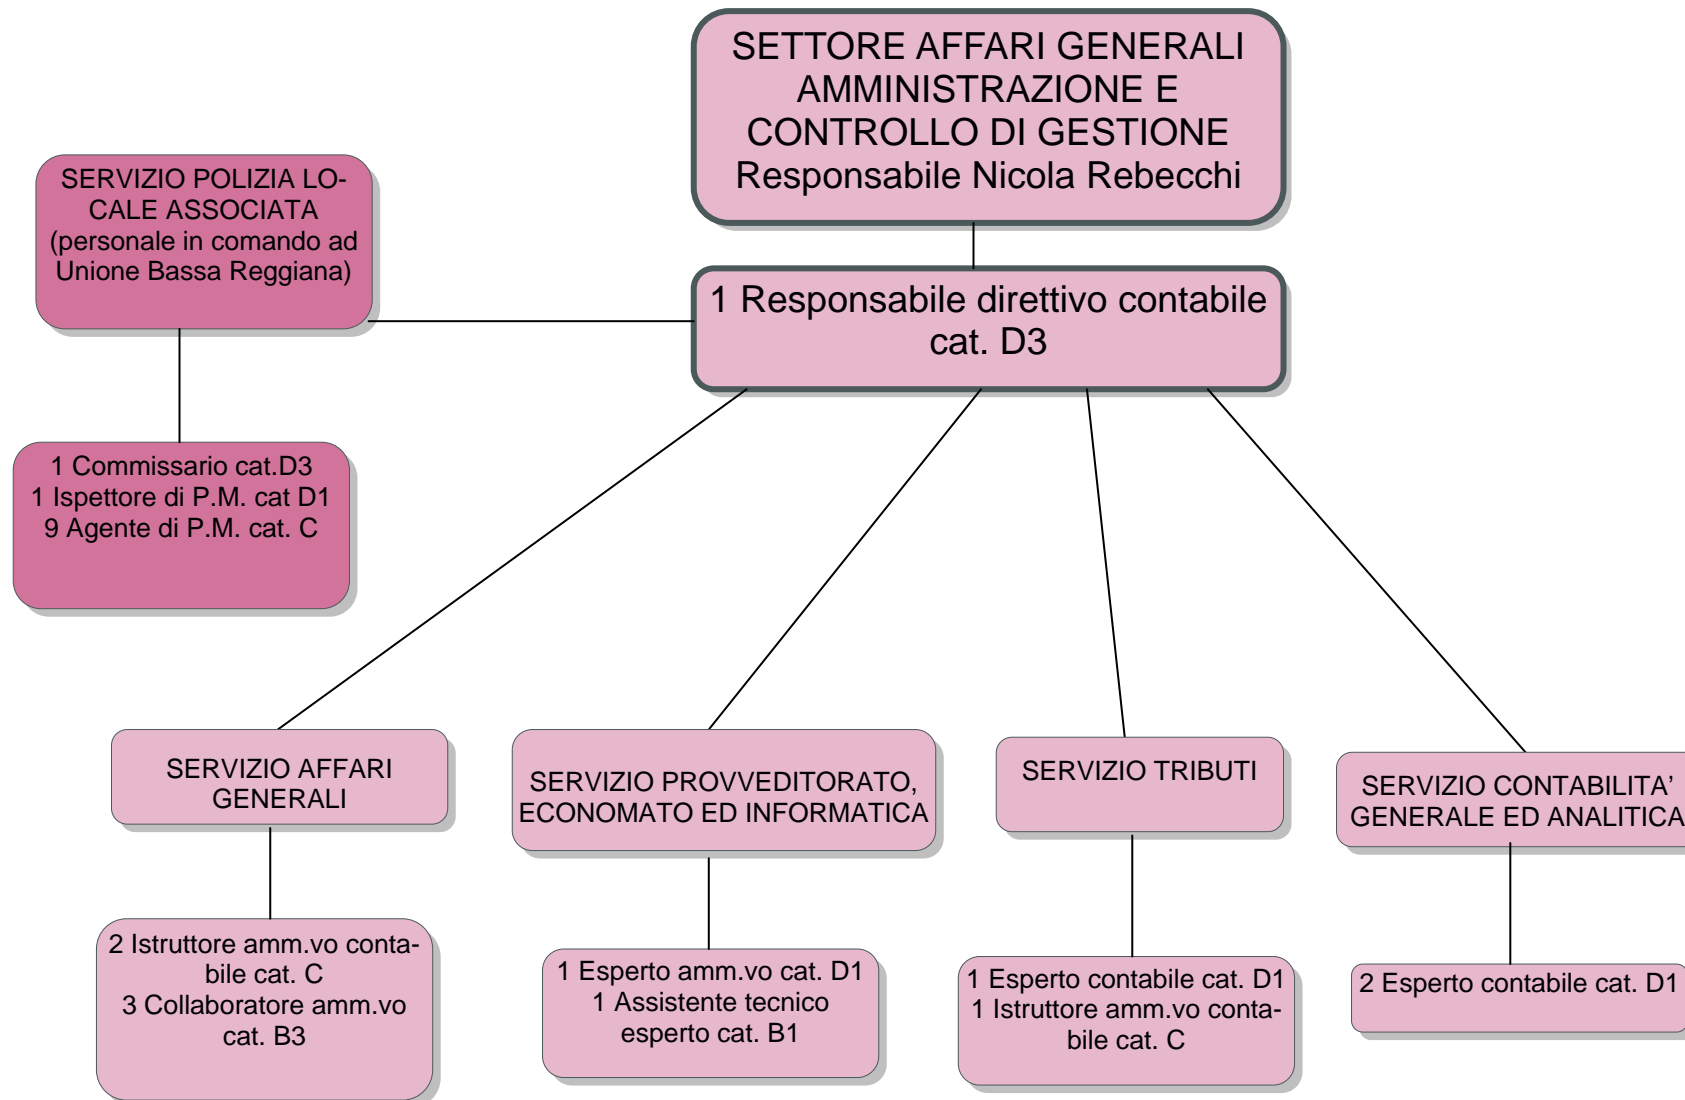 SETTORE AFFARI GENERALI
AMMINISTRAZIONE E
CONTROLLO DI GESTIONE
Responsabile Nicola Rebecchi
SERVIZIO POLIZIA LO-
CALE ASSOCIATA
(personale in comando ad
Unione Bassa Reggiana)
1 Responsabile direttivo contabile
cat. D3
1 Commissario cat.D3
1 Ispettore di P.M. cat D1
9 Agente di P.M. cat. C
SERVIZIO AFFARI
GENERALI
SERVIZIO PROVVEDITORATO,
ECONOMATO ED INFORMATICA
SERVIZIO TRIBUTI
SERVIZIO CONTABILITA’
GENERALE ED ANALITICA
2 Istruttore amm.vo conta-
bile cat. C
3 Collaboratore amm.vo
cat. B3
1 Esperto amm.vo cat. D1
1 Assistente tecnico
esperto cat. B1
1 Esperto contabile cat. D1
1 Istruttore amm.vo conta-
bile cat. C
2 Esperto contabile cat. D1